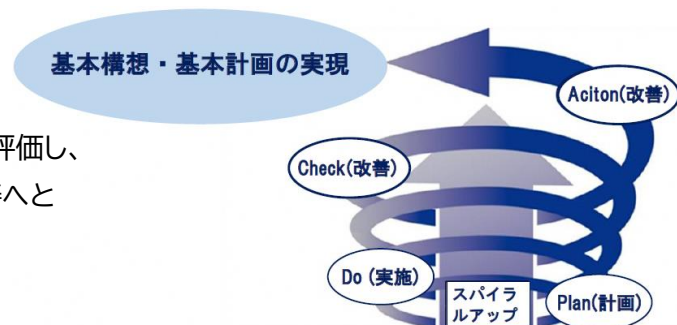 基本構想・基本計画の実現
Aciton(改善)
評価し、
Check(改善)
へと
Do (実施)
スパイラ
ルアップ
Plan(計画)